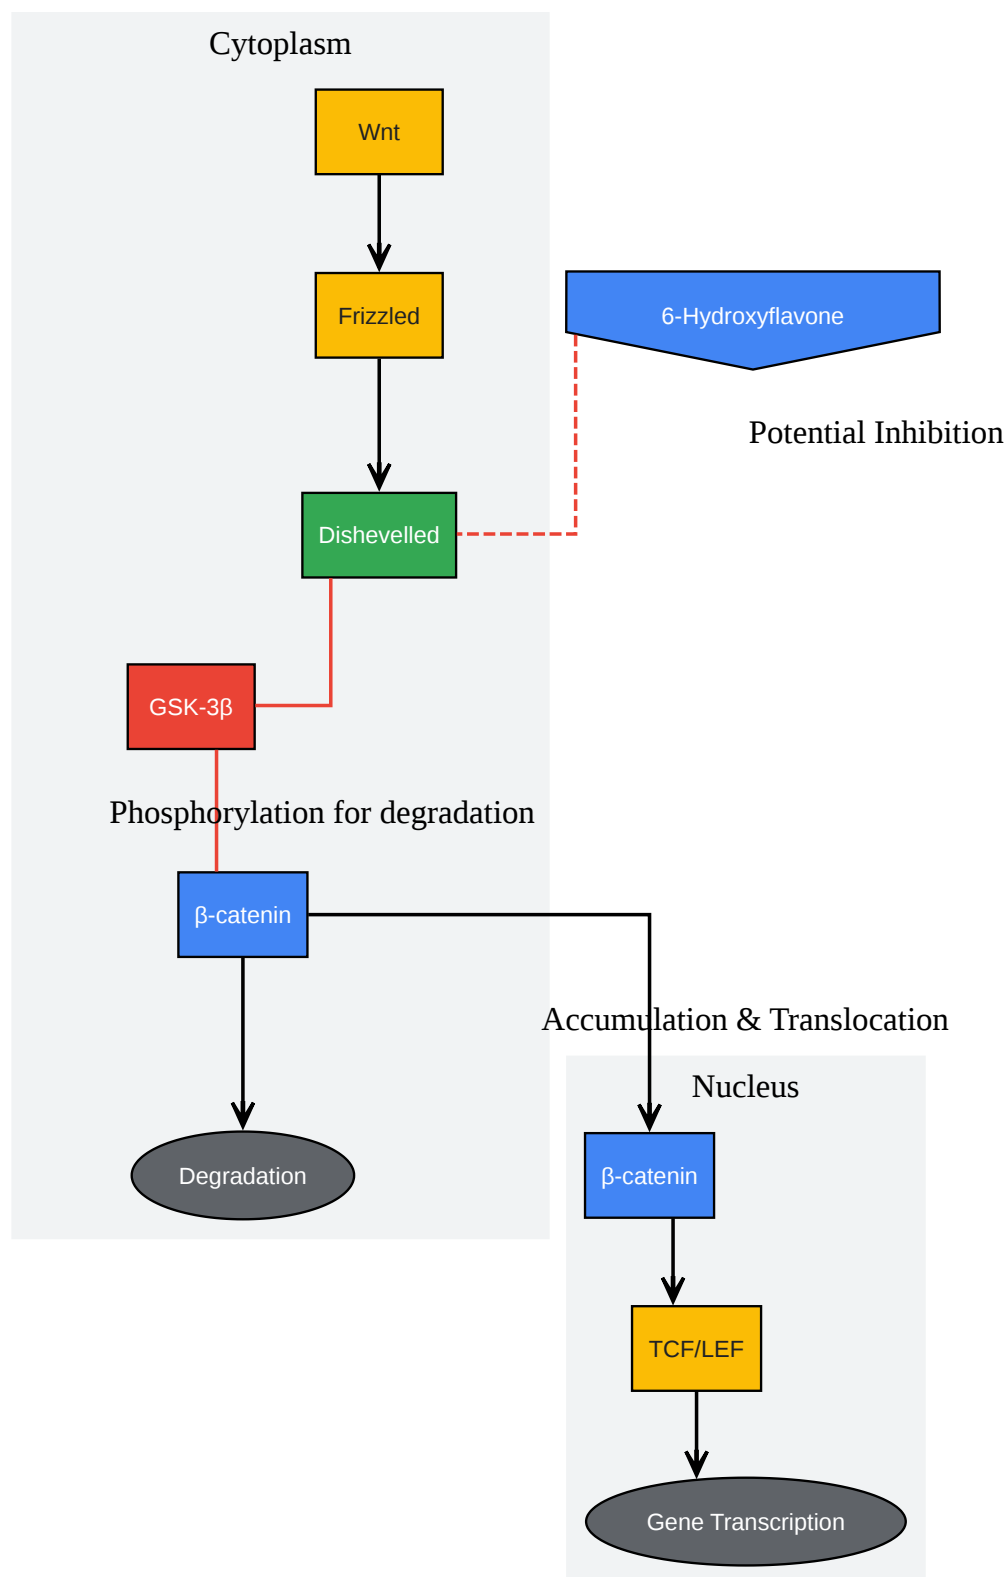 Cytoplasm
Wnt
Frizzled
6-Hydroxyflavone
Potential Inhibition
Dishevelled
GSK-3β
Phosphorylation for degradation
β-catenin
Accumulation & Translocation
Nucleus
β-catenin
Degradation
TCF/LEF
Gene Transcription